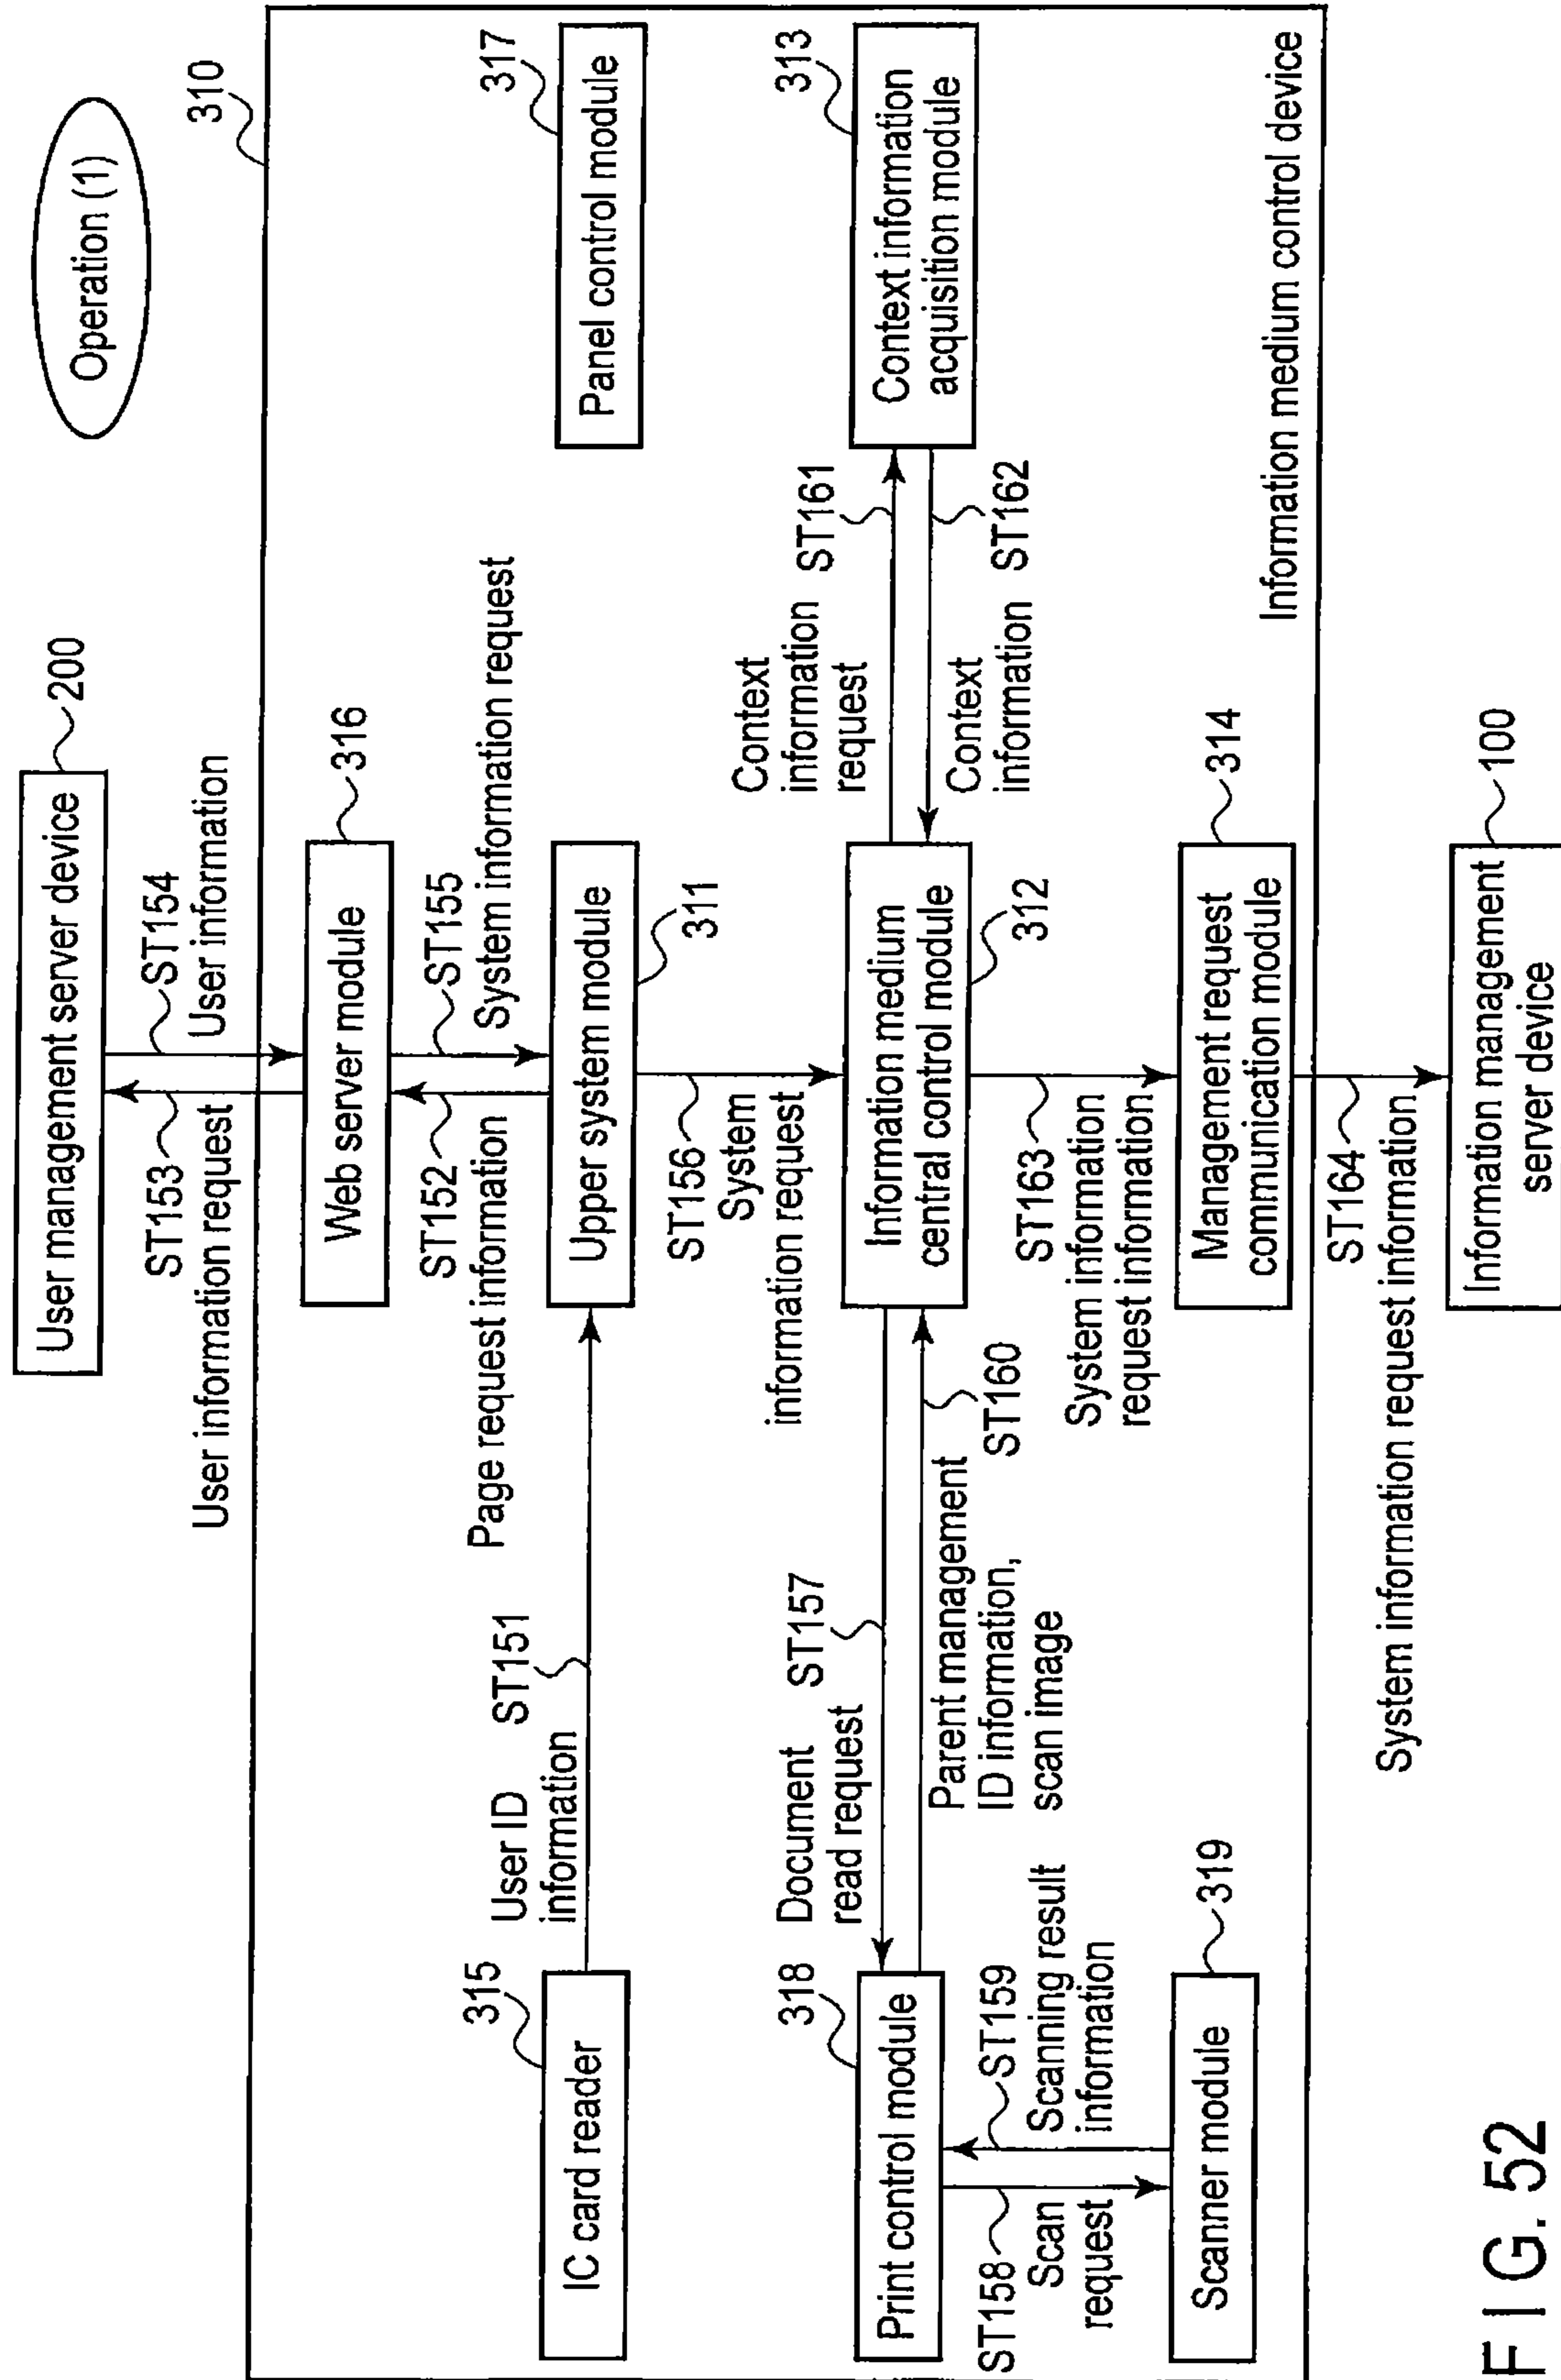 Operation (1)
User management server device
200
310
ST153
User information request
ST154
User information
Web server module
316
Panel control module
317
ST152
Page request information
ST155
System information request
IC card reader
315
User ID
information
ST151
Upper system module
311
ST156
System
information request
Print control module
318
Document
read request
ST157
Parent management
ID information,
scan image
ST160
Information medium
central control module
312
Context
information
request
ST161
Context
information
ST162
Context information
acquisition module
313
ST158
Scan
request
ST159
Scanning result
information
Scanner module
319
ST163
System information
request information
Management request
communication module
314
Information medium control device
ST164
System information request information
Information management
server device
100
FIG. 52